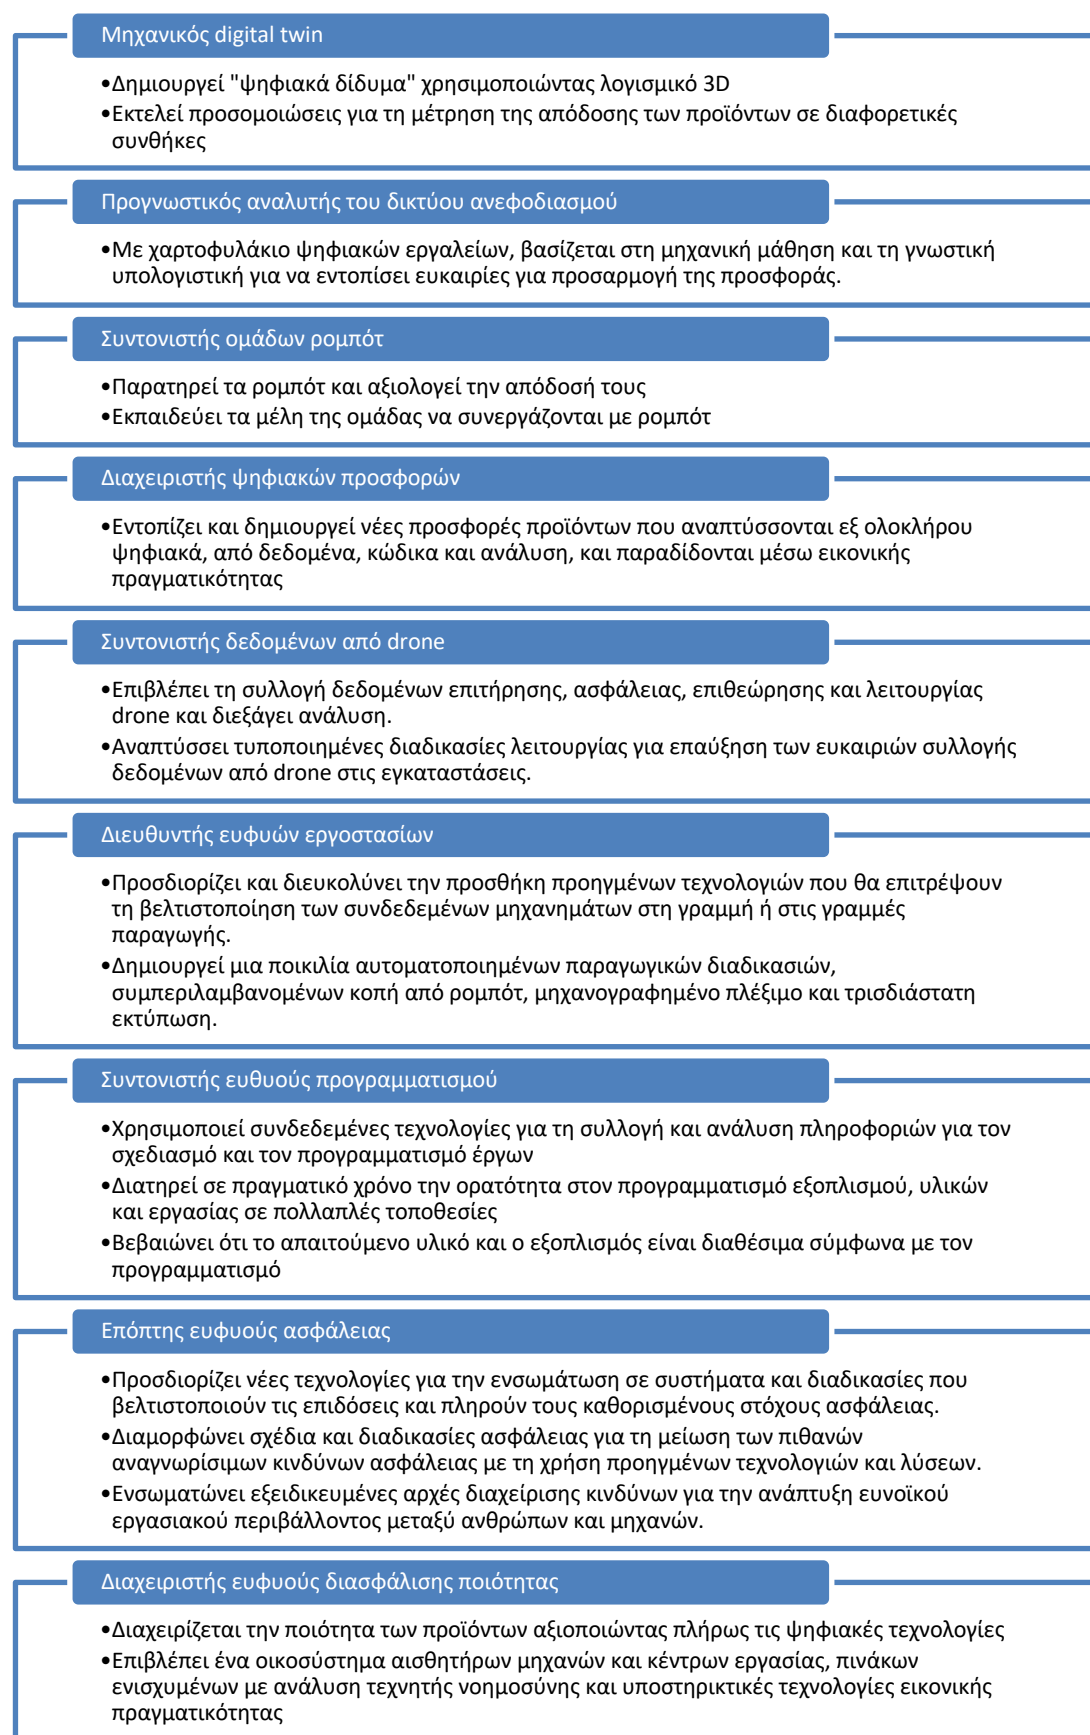 Μηχανικός digital twin
•Δημιουργεί "ψηφιακά δίδυμα" χρησιμοποιώντας λογισμικό 3D
•Εκτελεί προσομοιώσεις για τη μέτρηση της απόδοσης των προϊόντων σε διαφορετικές
συνθήκες
Προγνωστικός αναλυτής του δικτύου ανεφοδιασμού
•Με χαρτοφυλάκιο ψηφιακών εργαλείων, βασίζεται στη μηχανική μάθηση και τη γνωστική
υπολογιστική για να εντοπίσει ευκαιρίες για προσαρμογή της προσφοράς.
Συντονιστής ομάδων ρομπότ
•Παρατηρεί τα ρομπότ και αξιολογεί την απόδοσή τους
•Εκπαιδεύει τα μέλη της ομάδας να συνεργάζονται με ρομπότ
Διαχειριστής ψηφιακών προσφορών
•Εντοπίζει και δημιουργεί νέες προσφορές προϊόντων που αναπτύσσονται εξ ολοκλήρου
ψηφιακά, από δεδομένα, κώδικα και ανάλυση, και παραδίδονται μέσω εικονικής
πραγματικότητας
Συντονιστής δεδομένων από drone
•Επιβλέπει τη συλλογή δεδομένων επιτήρησης, ασφάλειας, επιθεώρησης και λειτουργίας
drone και διεξάγει ανάλυση.
•Αναπτύσσει τυποποιημένες διαδικασίες λειτουργίας για επαύξηση των ευκαιριών συλλογής
δεδομένων από drone στις εγκαταστάσεις.
Διευθυντής ευφυών εργοστασίων
•Προσδιορίζει και διευκολύνει την προσθήκη προηγμένων τεχνολογιών που θα επιτρέψουν
τη βελτιστοποίηση των συνδεδεμένων μηχανημάτων στη γραμμή ή στις γραμμές
παραγωγής.
•Δημιουργεί μια ποικιλία αυτοματοποιημένων παραγωγικών διαδικασιών,
συμπεριλαμβανομένων κοπή από ρομπότ, μηχανογραφημένο πλέξιμο και τρισδιάστατη
εκτύπωση.
Συντονιστής ευθυούς προγραμματισμού
•Χρησιμοποιεί συνδεδεμένες τεχνολογίες για τη συλλογή και ανάλυση πληροφοριών για τον
σχεδιασμό και τον προγραμματισμό έργων
•Διατηρεί σε πραγματικό χρόνο την ορατότητα στον προγραμματισμό εξοπλισμού, υλικών
και εργασίας σε πολλαπλές τοποθεσίες
•Βεβαιώνει ότι το απαιτούμενο υλικό και ο εξοπλισμός είναι διαθέσιμα σύμφωνα με τον
προγραμματισμό
Επόπτης ευφυούς ασφάλειας
•Προσδιορίζει νέες τεχνολογίες για την ενσωμάτωση σε συστήματα και διαδικασίες που
βελτιστοποιούν τις επιδόσεις και πληρούν τους καθορισμένους στόχους ασφάλειας.
•Διαμορφώνει σχέδια και διαδικασίες ασφάλειας για τη μείωση των πιθανών
αναγνωρίσιμων κινδύνων ασφάλειας με τη χρήση προηγμένων τεχνολογιών και λύσεων.
•Ενσωματώνει εξειδικευμένες αρχές διαχείρισης κινδύνων για την ανάπτυξη ευνοϊκού
εργασιακού περιβάλλοντος μεταξύ ανθρώπων και μηχανών.
Διαχειριστής ευφυούς διασφάλισης ποιότητας
•Διαχειρίζεται την ποιότητα των προϊόντων αξιοποιώντας πλήρως τις ψηφιακές τεχνολογίες
•Επιβλέπει ένα οικοσύστημα αισθητήρων μηχανών και κέντρων εργασίας, πινάκων
ενισχυμένων με ανάλυση τεχνητής νοημοσύνης και υποστηρικτικές τεχνολογίες εικονικής
πραγματικότητας